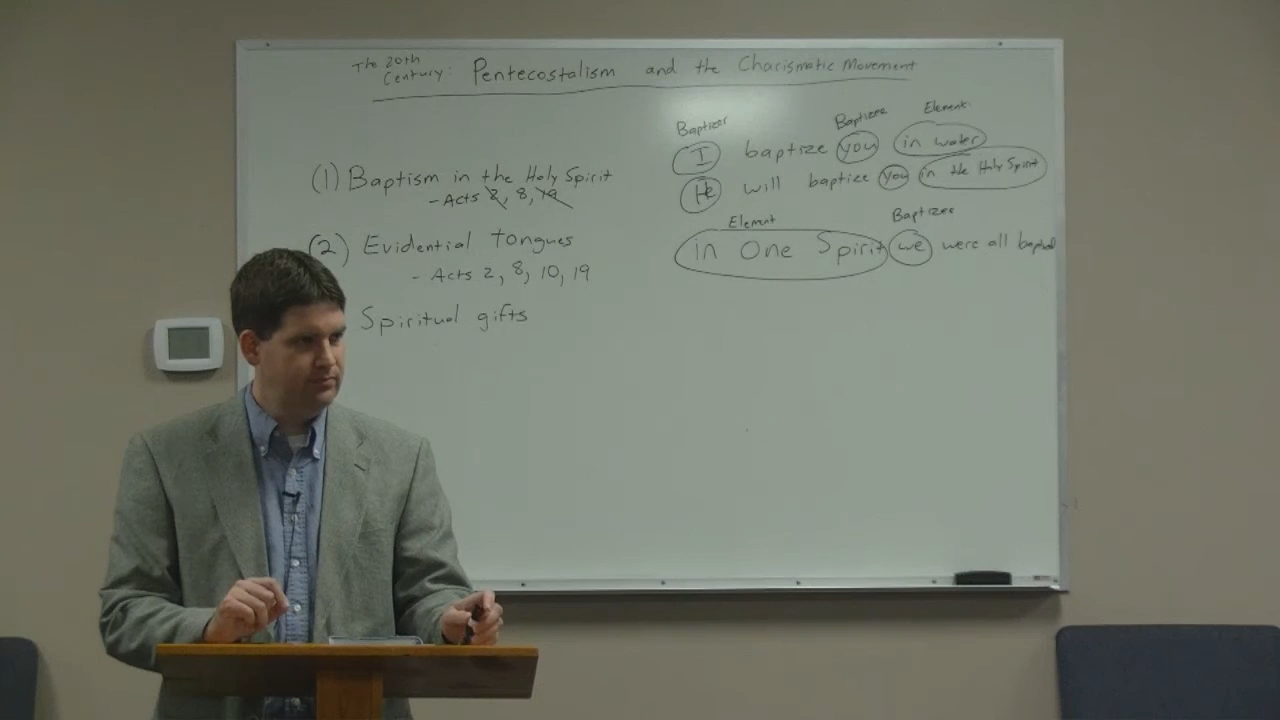 The 20th
Century: Pentecostalism and the Charismatic Movement
(1) Baptism in the Holy Spirit
- Acts 2, 8, 19
(2) Evidential Tongues
- Acts 2, 8, 10, 19
Spiritual gifts
Baptizer Baptizee Element
I baptize you in water
He will baptize you in the Holy Spirit
Element Baptizee
in One Spirit we were all baptized